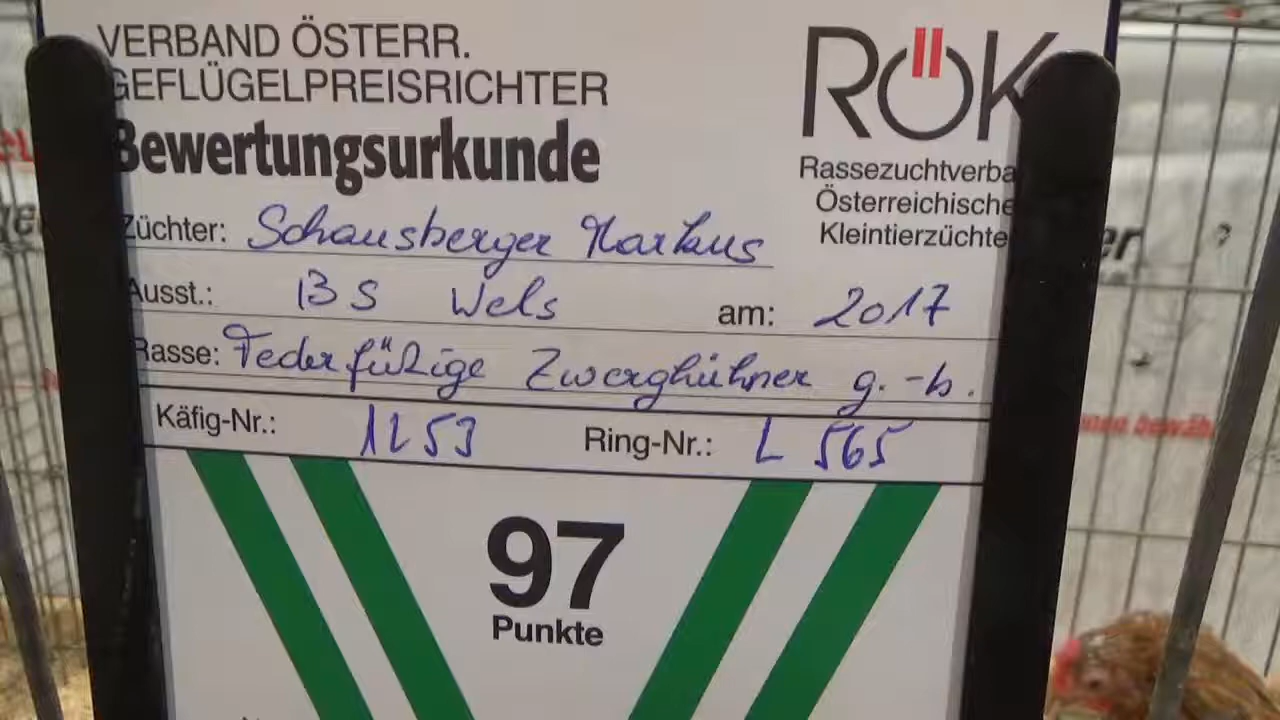 VERBAND ÖSTERR.
GEFLÜGELPREISRICHTER
Bewertungsurkunde
RÖK
Rassezuchtverba
Österreichische
Kleintierzüchte
Züchter: Schausberger Markus
Ausst.: BS Wels am: 2017
Rasse: Federfüßige Zwerghühner g.-b.
Käfig-Nr.: 1253 Ring-Nr.: L 565
97
Punkte